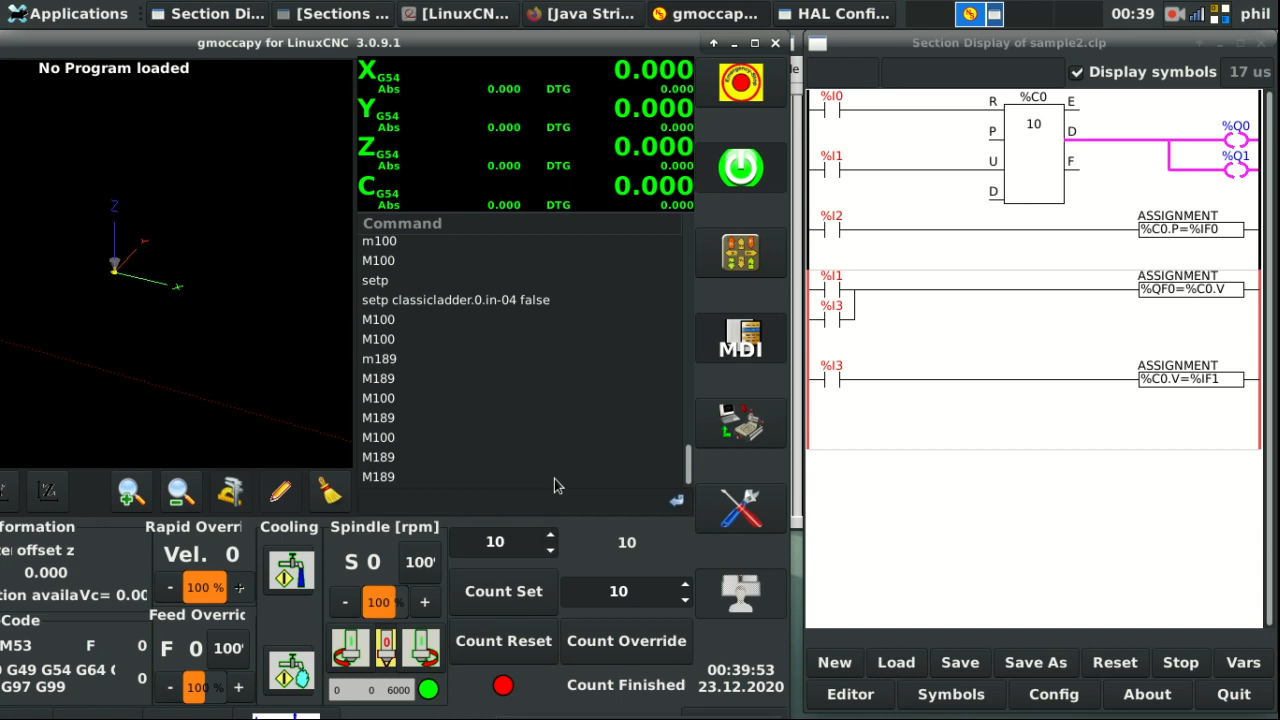 Applications
Section Di...
[Sections ...
[LinuxCN...
[Java Stri...
gmoccap...
HAL Confi...
00:39
phil
gmoccapy for LinuxCNC 3.0.9.1
Section Display of sample2.clp
No Program loaded
X G54 0.000
Abs 0.000 DTG 0.000
Y G54 0.000
Abs 0.000 DTG 0.000
Z G54 0.000
Abs 0.000 DTG 0.000
C G54 0.000
Abs 0.000 DTG 0.000
Z
Y
X
Command
m100
M100
setp
setp classicladder.0.in-04 false
M100
M100
m189
M189
M100
M189
M100
M189
M189
MDI
Display symbols
17 us
%I0 R %C0 E
10
P D %Q0
%I1 U F %Q1
D
%I2 ASSIGNMENT
%C0.P=%IF0
%I1 ASSIGNMENT
%QF0=%C0.V
%I3
%I3 ASSIGNMENT
%C0.V=%IF1
formation
offset z
0.000
Vc= 0.00
Code
M53 F 0
G49 G54 G64
G97 G99
0
Rapid Overri
Vel. 0
- 100 % +
Feed Overric
F 0 100'
- 100 % +
Cooling
Spindle [rpm]
S 0 100'
- 100 % +
0
0 0 6000
10
10
Count Set
10
Count Reset
Count Override
Count Finished
00:39:53
23.12.2020
New
Load
Save
Save As
Reset
Stop
Vars
Editor
Symbols
Config
About
Quit